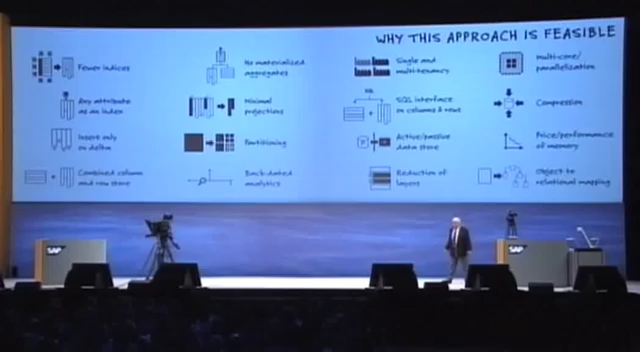 WHY THIS APPROACH IS FEASIBLE
Fewer indices
Any attribute
as an index
Insert only
on delta
Combined column
and row store
No materialized
aggregates
Minimal
projections
Partitioning
Back-dated
analytics
Single and
multi-tenancy
SQL
SQL interface
on columns & rows
Active/passive
data store
Reduction of
layers
multi-core/
parallelization
Compression
Price/performance
of memory
Object to
relational mapping
SAP
SAP